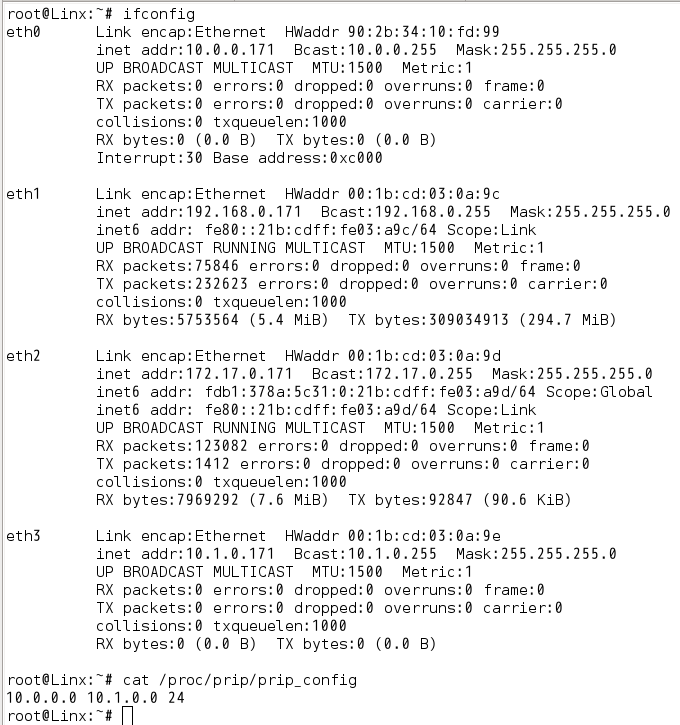 root@Linx:~# ifconfig
eth0      Link encap:Ethernet  HWaddr 90:2b:34:10:fd:99
          inet addr:10.0.0.171  Bcast:10.0.0.255  Mask:255.255.255.0
          UP BROADCAST MULTICAST  MTU:1500  Metric:1
          RX packets:0 errors:0 dropped:0 overruns:0 frame:0
          TX packets:0 errors:0 dropped:0 overruns:0 carrier:0
          collisions:0 txqueuelen:1000
          RX bytes:0 (0.0 B)  TX bytes:0 (0.0 B)
          Interrupt:30 Base address:0xc000

eth1      Link encap:Ethernet  HWaddr 00:1b:cd:03:0a:9c
          inet addr:192.168.0.171  Bcast:192.168.0.255  Mask:255.255.255.0
          inet6 addr: fe80::21b:cdff:fe03:a9c/64 Scope:Link
          UP BROADCAST RUNNING MULTICAST  MTU:1500  Metric:1
          RX packets:75846 errors:0 dropped:0 overruns:0 frame:0
          TX packets:232623 errors:0 dropped:0 overruns:0 carrier:0
          collisions:0 txqueuelen:1000
          RX bytes:5753564 (5.4 MiB)  TX bytes:309034913 (294.7 MiB)

eth2      Link encap:Ethernet  HWaddr 00:1b:cd:03:0a:9d
          inet addr:172.17.0.171  Bcast:172.17.0.255  Mask:255.255.255.0
          inet6 addr: fdb1:378a:5c31:0:21b:cdff:fe03:a9d/64 Scope:Global
          inet6 addr: fe80::21b:cdff:fe03:a9d/64 Scope:Link
          UP BROADCAST RUNNING MULTICAST  MTU:1500  Metric:1
          RX packets:123082 errors:0 dropped:0 overruns:0 frame:0
          TX packets:1412 errors:0 dropped:0 overruns:0 carrier:0
          collisions:0 txqueuelen:1000
          RX bytes:7969292 (7.6 MiB)  TX bytes:92847 (90.6 KiB)

eth3      Link encap:Ethernet  HWaddr 00:1b:cd:03:0a:9e
          inet addr:10.1.0.171  Bcast:10.1.0.255  Mask:255.255.255.0
          UP BROADCAST MULTICAST  MTU:1500  Metric:1
          RX packets:0 errors:0 dropped:0 overruns:0 frame:0
          TX packets:0 errors:0 dropped:0 overruns:0 carrier:0
          collisions:0 txqueuelen:1000
          RX bytes:0 (0.0 B)  TX bytes:0 (0.0 B)

root@Linx:~# cat /proc/prip/prip_config
10.0.0.0 10.1.0.0 24
root@Linx:~#